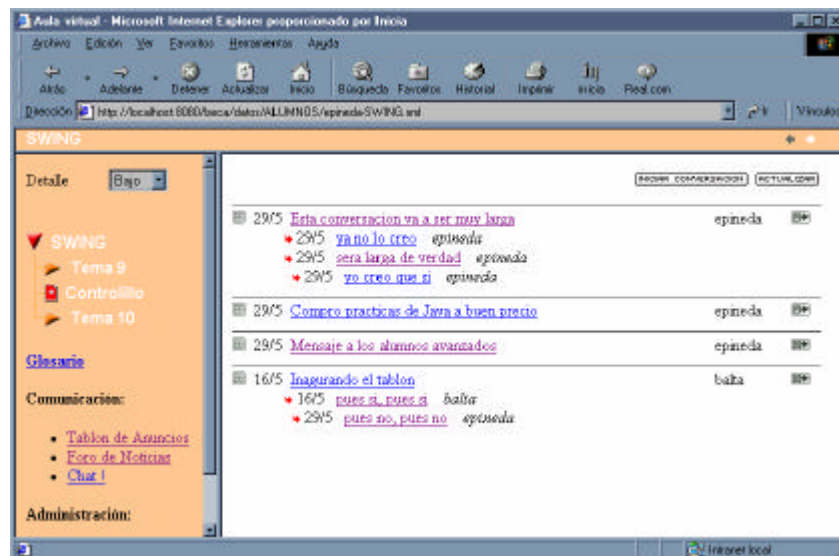 Aula virtual - Microsoft Internet Explorer proporcionado por Inicia
Archivo Edición Ver Favoritos Herramientas Ayuda
Atrás Adelante Detener Actualizar Inicio Búsqueda Favoritos Historial Imprimir inicia Real.com
Dirección http://localhost:8080/beca/datos/ALUMNOS/epineda-SWING.xml Ir Vínculos
SWING
Detalle Bajo
SWING
Tema 9
Controlillo
Tema 10
Glosario
Comunicación:
Tablon de Anuncios
Foro de Noticias
Chat !
Administración:
INICIAR CONVERSACION ACTUALIZAR
29/5 Esta conversacion va a ser muy larga epineda
29/5 ya no lo creo epineda
29/5 sera larga de verdad epineda
29/5 yo creo que si epineda
29/5 Compro practicas de Java a buen precio epineda
29/5 Mensaje a los alumnos avanzados epineda
16/5 Inagurando el tablon balta
16/5 pues si, pues si balta
29/5 pues no, pues no epineda
Intranet local